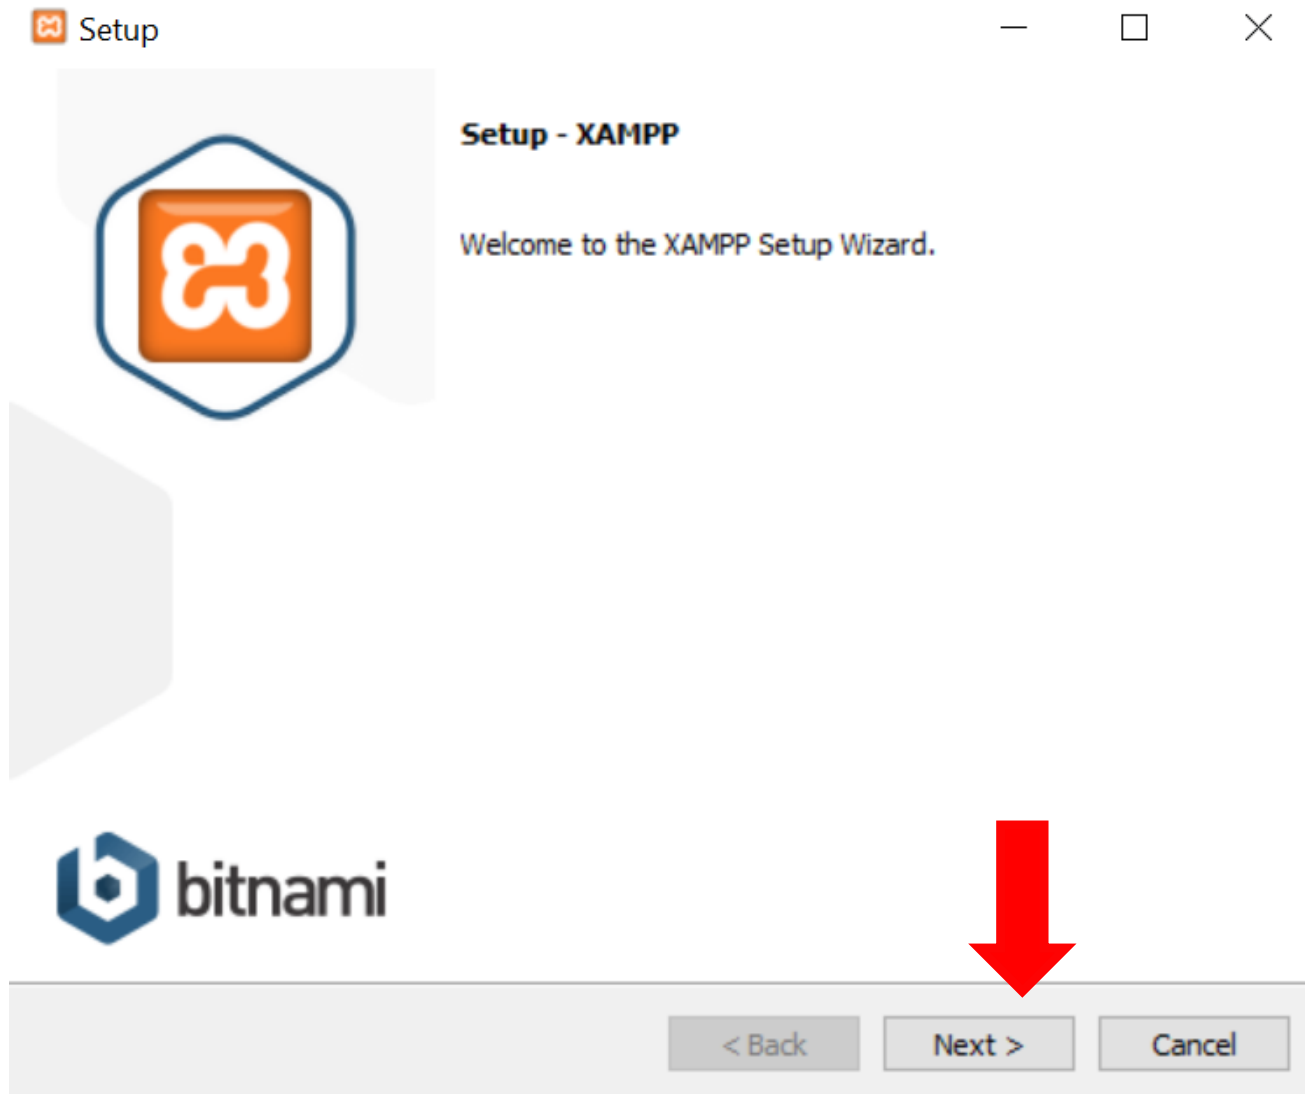 Setup
Setup - XAMPP
Welcome to the XAMPP Setup Wizard.
bitnami
< Back
Next >
Cancel